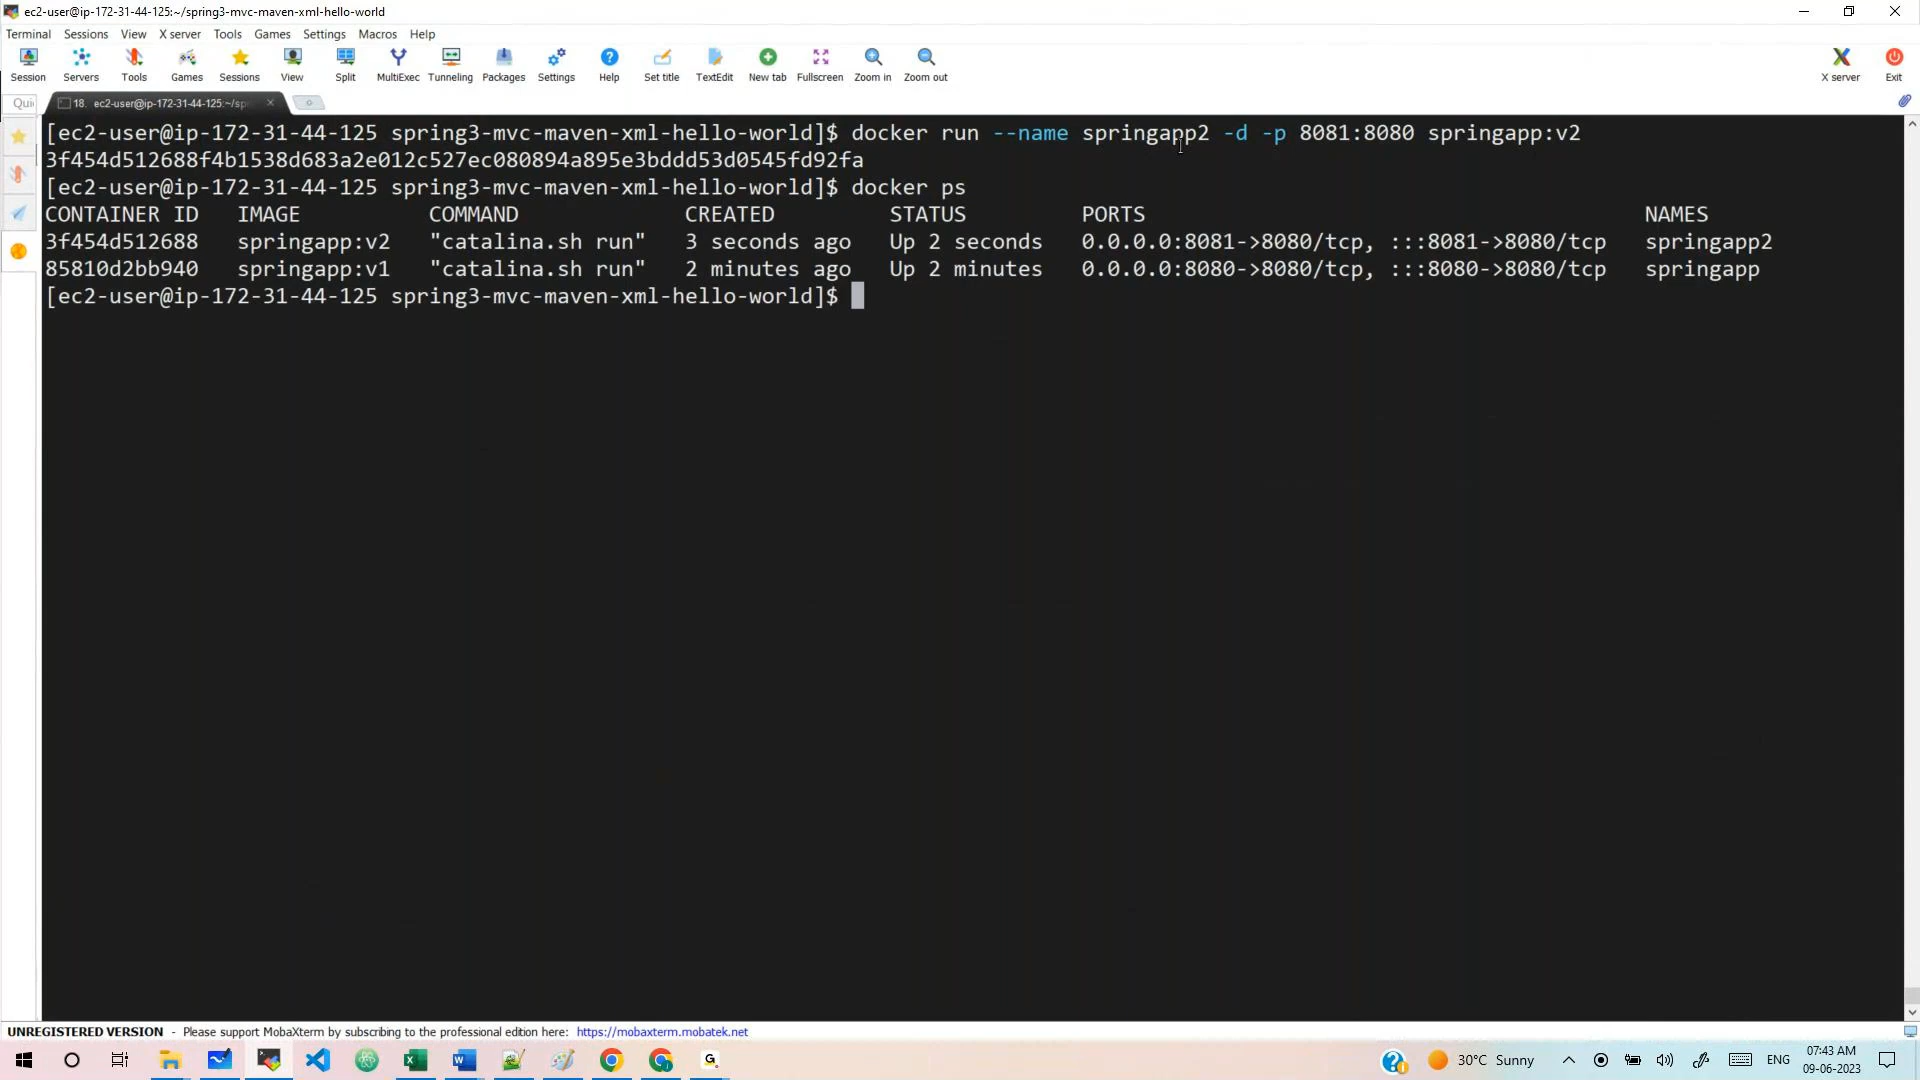 ec2-user@ip-172-31-44-125:~/spring3-mvc-maven-xml-hello-world
Terminal Sessions View X server Tools Games Settings Macros Help
Session Servers Tools Games Sessions View Split MultiExec Tunneling Packages Settings Help Set title TextEdit New tab Fullscreen Zoom in Zoom out X server Exit
18. ec2-user@ip-172-31-44-125:~/sp
[ec2-user@ip-172-31-44-125 spring3-mvc-maven-xml-hello-world]$ docker run --name springapp2 -d -p 8081:8080 springapp:v2
3f454d512688f4b1538d683a2e012c527ec080894a895e3bddd53d0545fd92fa
[ec2-user@ip-172-31-44-125 spring3-mvc-maven-xml-hello-world]$ docker ps
CONTAINER ID IMAGE COMMAND CREATED STATUS PORTS NAMES
3f454d512688 springapp:v2 "catalina.sh run" 3 seconds ago Up 2 seconds 0.0.0.0:8081->8080/tcp, :::8081->8080/tcp springapp2
85810d2bb940 springapp:v1 "catalina.sh run" 2 minutes ago Up 2 minutes 0.0.0.0:8080->8080/tcp, :::8080->8080/tcp springapp
[ec2-user@ip-172-31-44-125 spring3-mvc-maven-xml-hello-world]$
UNREGISTERED VERSION - Please support MobaXterm by subscribing to the professional edition here: https://mobaxterm.mobatek.net
30°C Sunny ENG 07:43 AM
09-06-2023